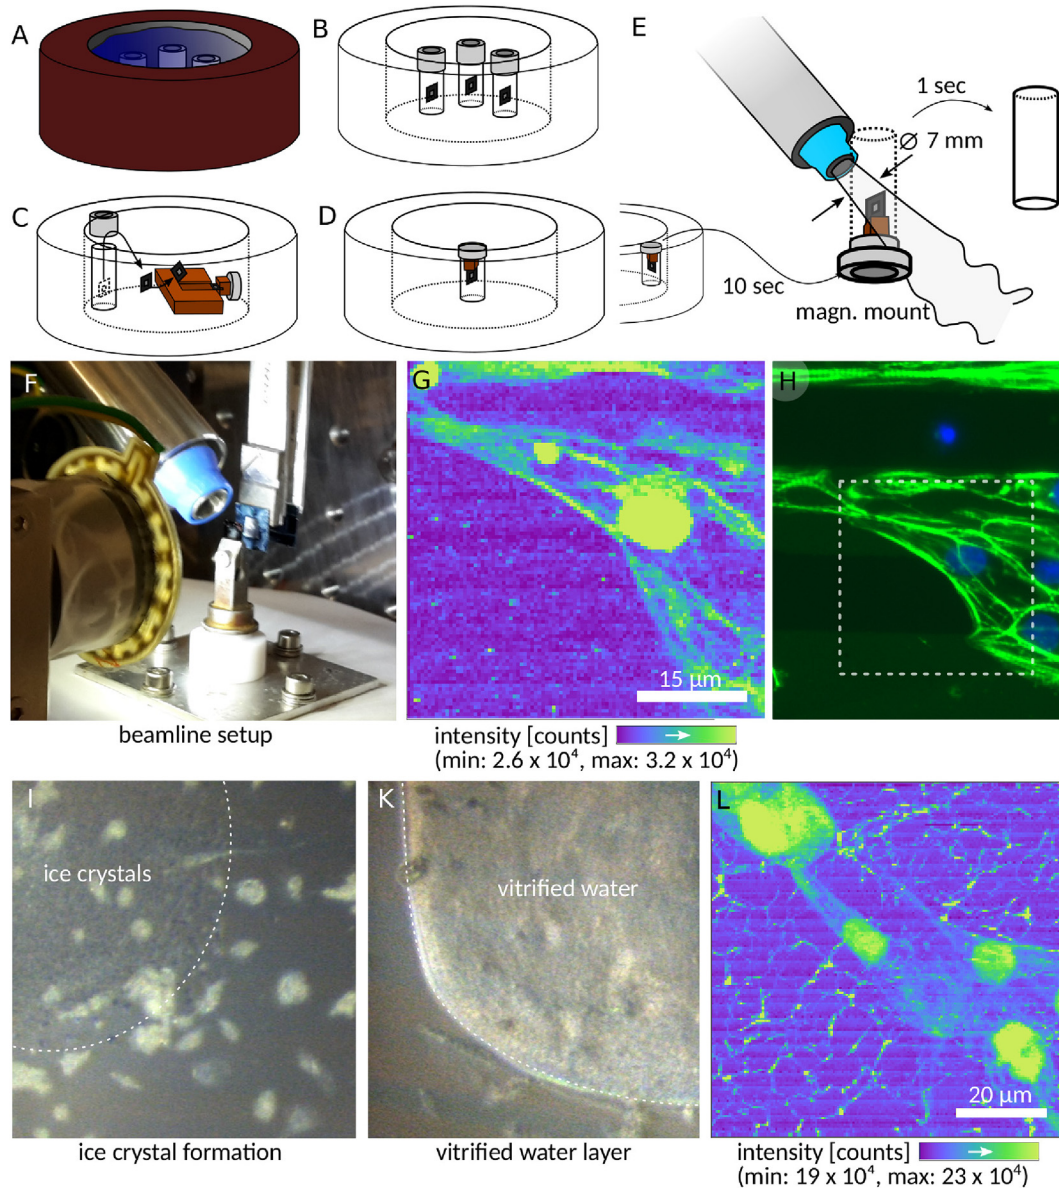 A
B
E
1 sec
Ø 7 mm
C
D
10 sec
magn. mount
F
G
H
15 µm
beamline setup
intensity [counts]
(min: 2.6 x 10⁴, max: 3.2 x 10⁴)
I
K
L
ice crystals
vitrified water
20 µm
ice crystal formation
vitrified water layer
intensity [counts]
(min: 19 x 10⁴, max: 23 x 10⁴)